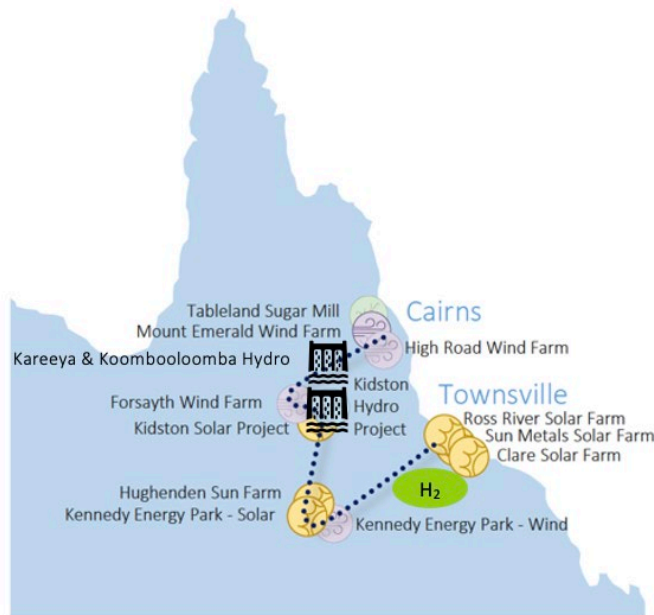 Tableland Sugar Mill
Cairns
Mount Emerald Wind Farm
Kareeya & Koombooloomba Hydro
High Road Wind Farm
Forsayth Wind Farm
Kidston
Hydro
Project
Kidston Solar Project
Townsville
Ross River Solar Farm
Sun Metals Solar Farm
Clare Solar Farm
Hughenden Sun Farm
H₂
Kennedy Energy Park - Solar
Kennedy Energy Park - Wind